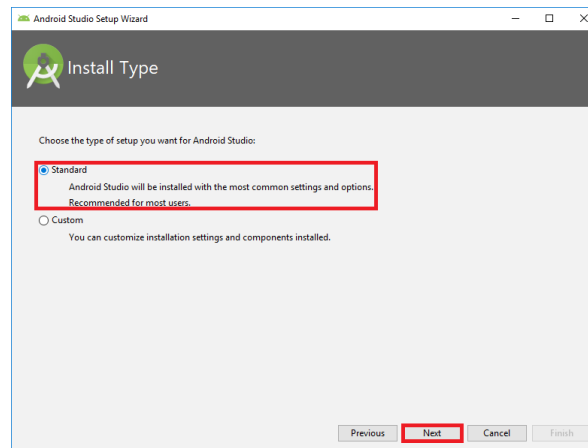 Android Studio Setup Wizard
Install Type
Choose the type of setup you want for Android Studio:
Standard
Android Studio will be installed with the most common settings and options.
Recommended for most users.
Custom
You can customize installation settings and components installed.
Previous Next Cancel Finish